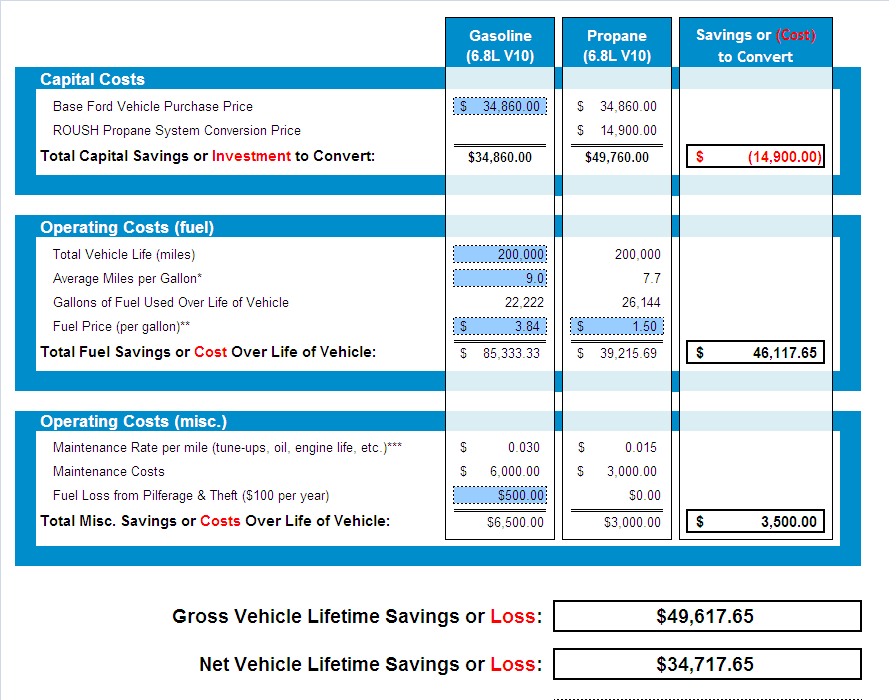 Gasoline Propane Savings or (Cost)
(6.8L V10) (6.8L V10) to Convert
Capital Costs
Base Ford Vehicle Purchase Price $ 34,860.00 $ 34,860.00
ROUSH Propane System Conversion Price $ 14,900.00
Total Capital Savings or Investment to Convert: $34,860.00 $49,760.00 $ (14,900.00)
Operating Costs (fuel)
Total Vehicle Life (miles) 200,000 200,000
Average Miles per Gallon* 9.0 7.7
Gallons of Fuel Used Over Life of Vehicle 22,222 26,144
Fuel Price (per gallon)** $ 3.84 $ 1.50
Total Fuel Savings or Cost Over Life of Vehicle: $ 85,333.33 $ 39,215.69 $ 46,117.65
Operating Costs (misc.)
Maintenance Rate per mile (tune-ups, oil, engine life, etc.)*** $ 0.030 $ 0.015
Maintenance Costs $ 6,000.00 $ 3,000.00
Fuel Loss from Pilferage & Theft ($100 per year) $500.00 $0.00
Total Misc. Savings or Costs Over Life of Vehicle: $6,500.00 $3,000.00 $ 3,500.00
Gross Vehicle Lifetime Savings or Loss: $49,617.65
Net Vehicle Lifetime Savings or Loss: $34,717.65